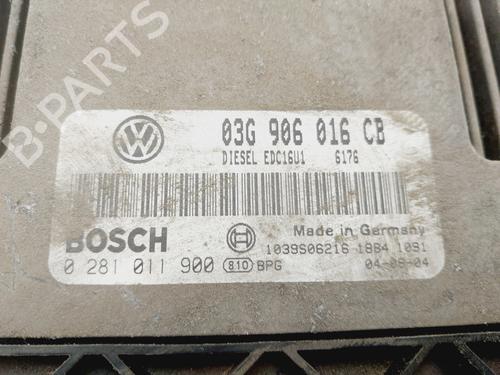 B-PARTS
03G 906 016 CB
DIESEL EDC16U1 6176
BOSCH
Made in Germany
1039S06216 1864 1091
0 281 011 900 810 BPG
04-08-04